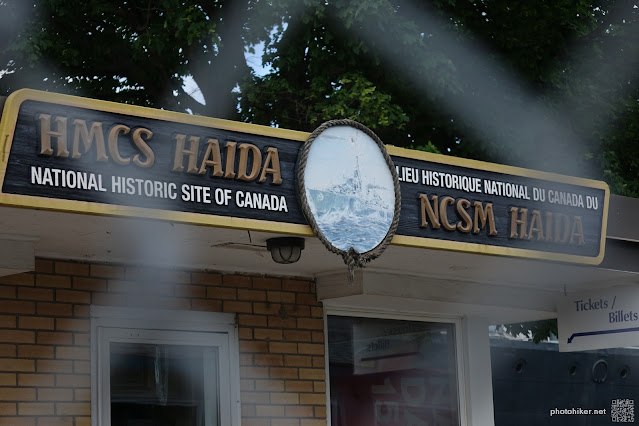 HMCS HAIDA
NATIONAL HISTORIC SITE OF CANADA
LIEU HISTORIQUE NATIONAL DU CANADA DU
NCSM HAIDA
Tickets/
Billets
photohiker.net